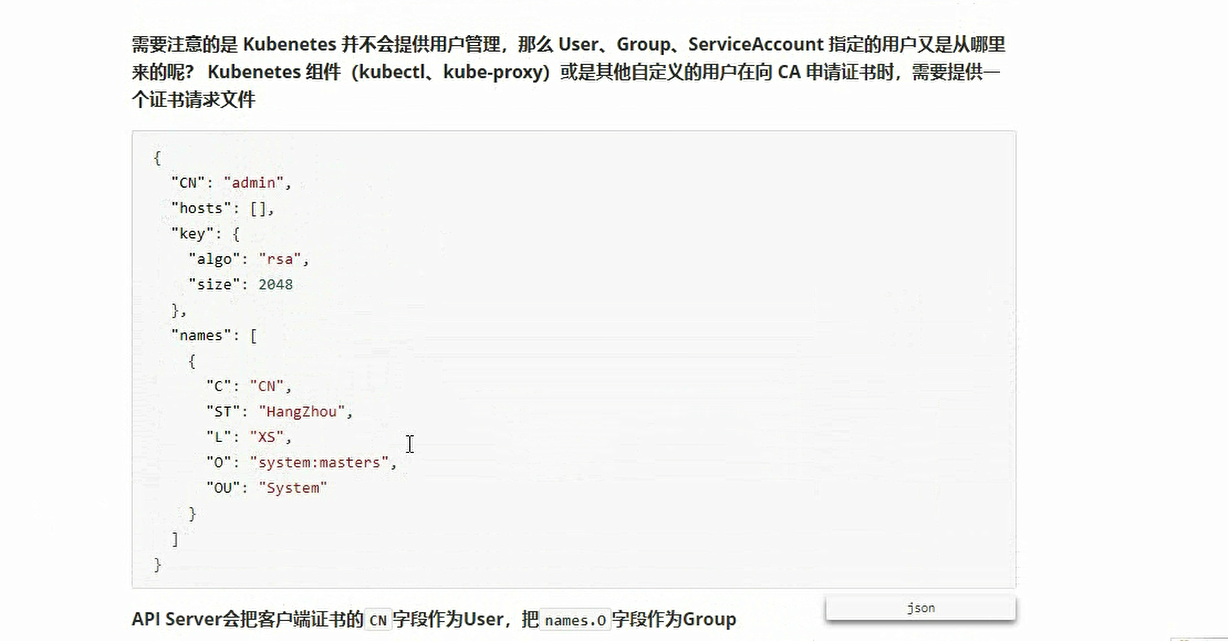 需要注意的是 Kubenetes 并不会提供用户管理，那么 User、Group、ServiceAccount 指定的用户又是从哪里
来的呢？ Kubenetes 组件（kubectl、kube-proxy）或是其他自定义的用户在向 CA 申请证书时，需要提供一
个证书请求文件
{
"CN": "admin",
"hosts": [],
"key": {
"algo": "rsa",
"size": 2048
},
"names": [
{
"C": "CN",
"ST": "HangZhou",
"L": "XS",
"O": "system:masters",
"OU": "System"
}
]
}
json
API Server会把客户端证书的 CN 字段作为User，把 names.O 字段作为Group